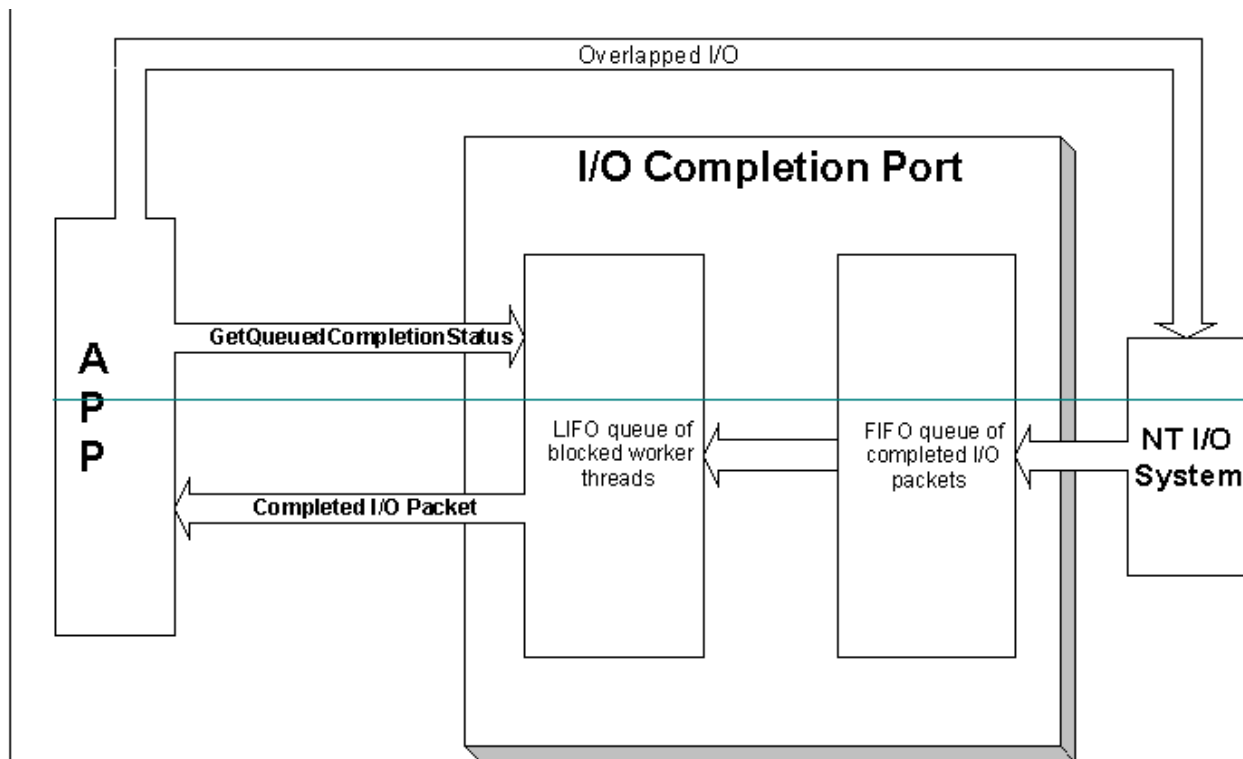 Overlapped I/O
I/O Completion Port
GetQueuedCompletionStatus
A
P
P
LIFO queue of
blocked worker
threads
FIFO queue of
completed I/O
packets
NT I/O
System
Completed I/O Packet